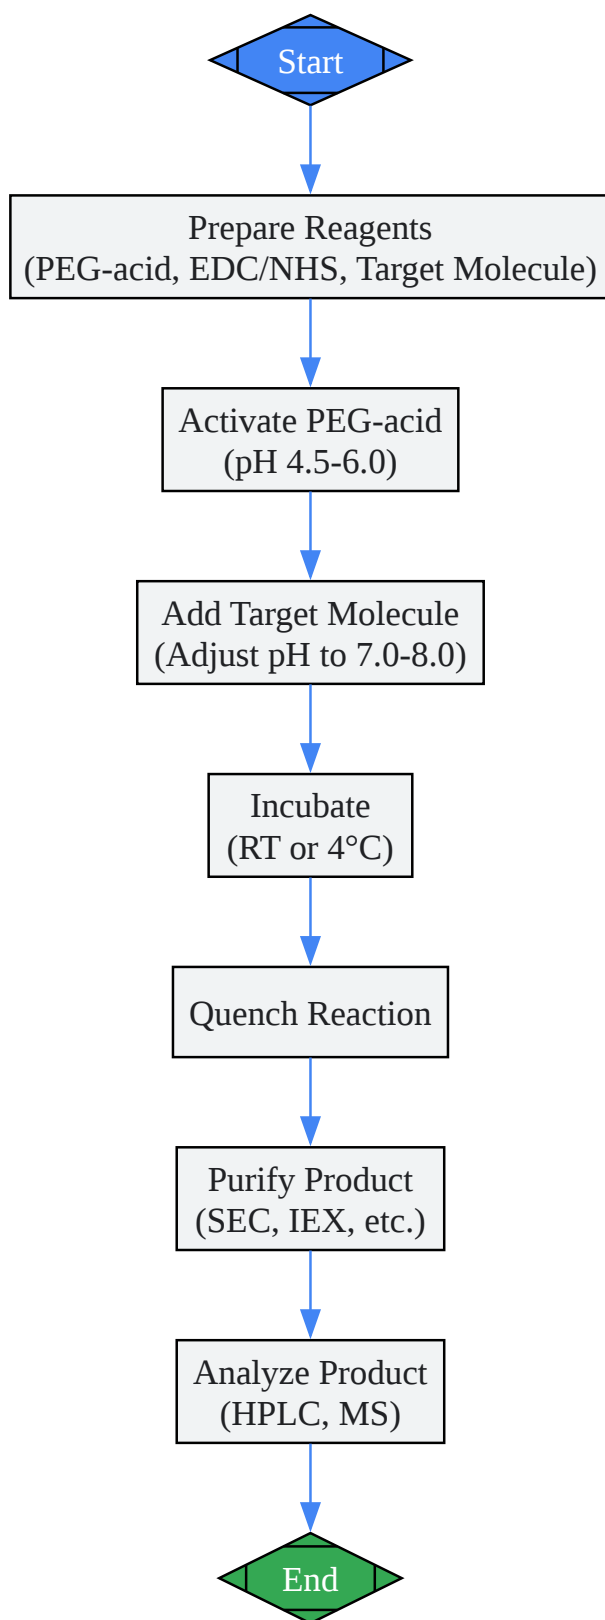 Start
Prepare Reagents
(PEG-acid, EDC/NHS, Target Molecule)
Activate PEG-acid
(pH 4.5-6.0)
Add Target Molecule
(Adjust pH to 7.0-8.0)
Incubate
(RT or 4°C)
Quench Reaction
Purify Product
(SEC, IEX, etc.)
Analyze Product
(HPLC, MS)
End